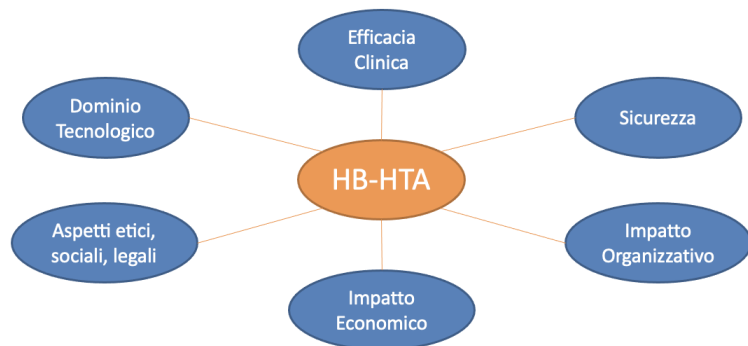 Efficacia
Clinica
Dominio
Tecnologico
Sicurezza
HB-HTA
Aspetti etici,
sociali, legali
Impatto
Organizzativo
Impatto
Economico